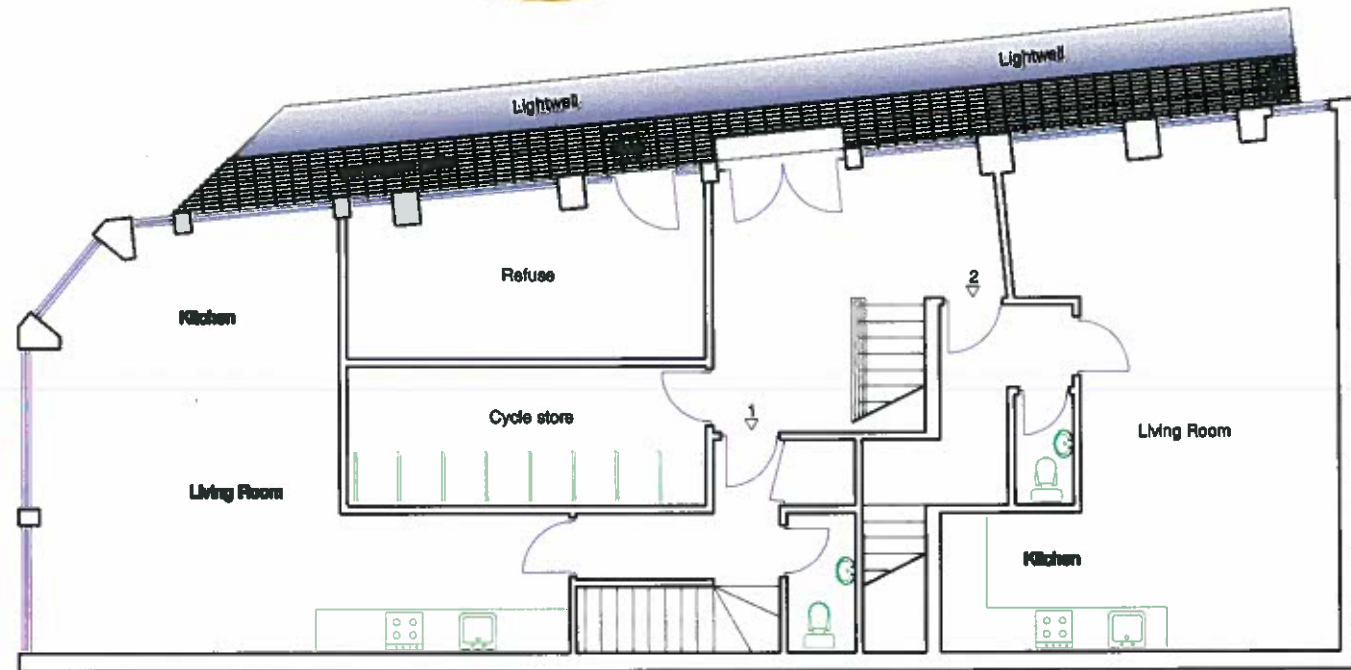 Lightwell
Lightwell
Refuse
2
Kitchen
Cycle store
1
Living Room
Living Room
Kitchen